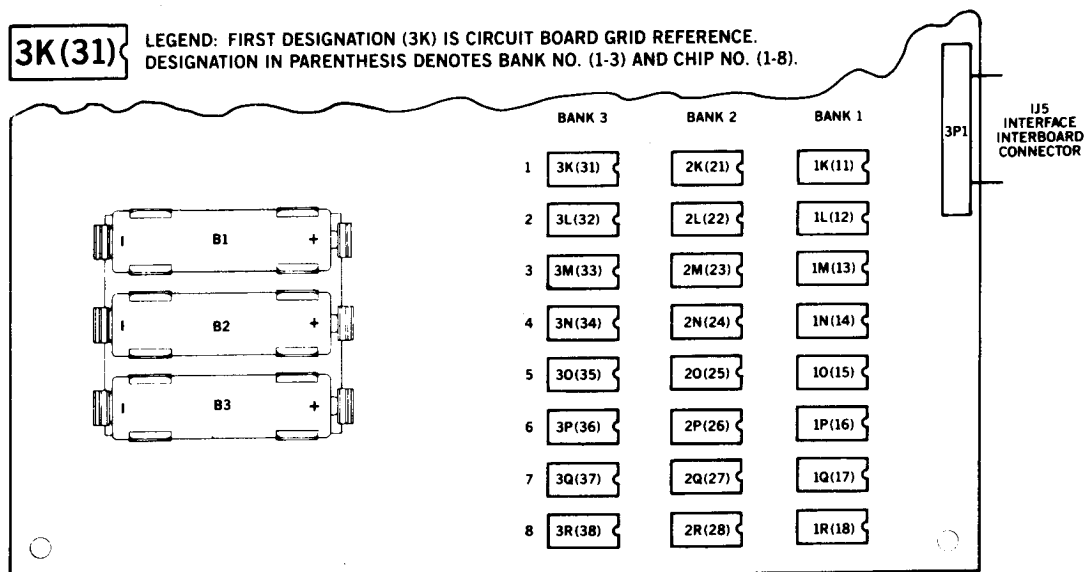 3K(31)
LEGEND: FIRST DESIGNATION (3K) IS CIRCUIT BOARD GRID REFERENCE.
DESIGNATION IN PARENTHESIS DENOTES BANK NO. (1-3) AND CHIP NO. (1-8).
BANK 3 BANK 2 BANK 1
3P1
IJ5
INTERFACE
INTERBOARD
CONNECTOR
1 3K(31) 2K(21) 1K(11)
2 3L(32) 2L(22) 1L(12)
3 3M(33) 2M(23) 1M(13)
4 3N(34) 2N(24) 1N(14)
5 3O(35) 2O(25) 1O(15)
6 3P(36) 2P(26) 1P(16)
7 3Q(37) 2Q(27) 1Q(17)
8 3R(38) 2R(28) 1R(18)
- B1 +
- B2 +
- B3 +